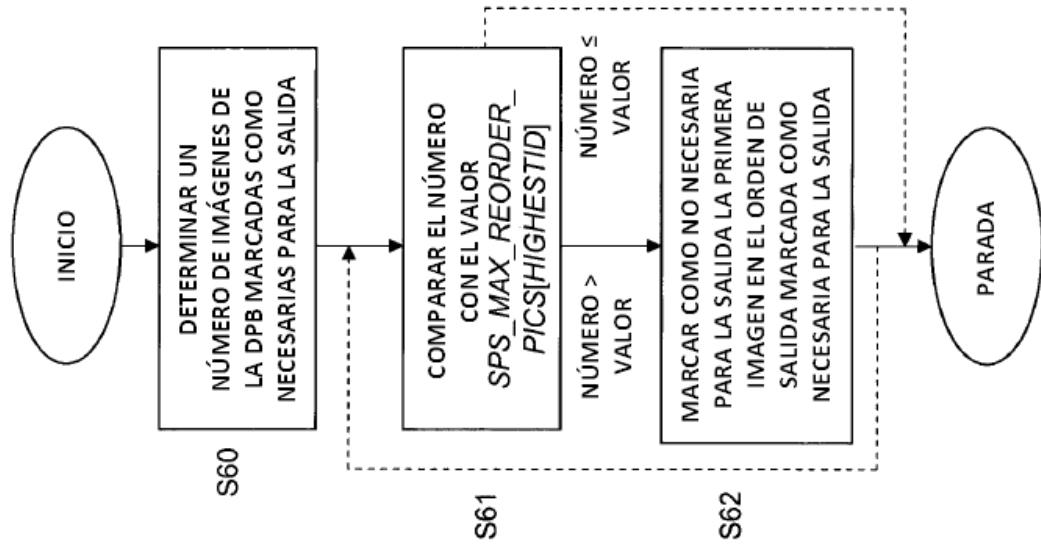 INICIO
S60
DETERMINAR UN
NÚMERO DE IMÁGENES DE
LA DPB MARCADAS COMO
NECESARIAS PARA LA SALIDA
S61
COMPARAR EL NÚMERO
CON EL VALOR
SPS_MAX_REORDER_
PICS[HIGHESTID]
NÚMERO >
VALOR
NÚMERO ≤
VALOR
S62
MARCAR COMO NO NECESARIA
PARA LA SALIDA LA PRIMERA
IMAGEN EN EL ORDEN DE
SALIDA MARCADA COMO
NECESARIA PARA LA SALIDA
PARADA